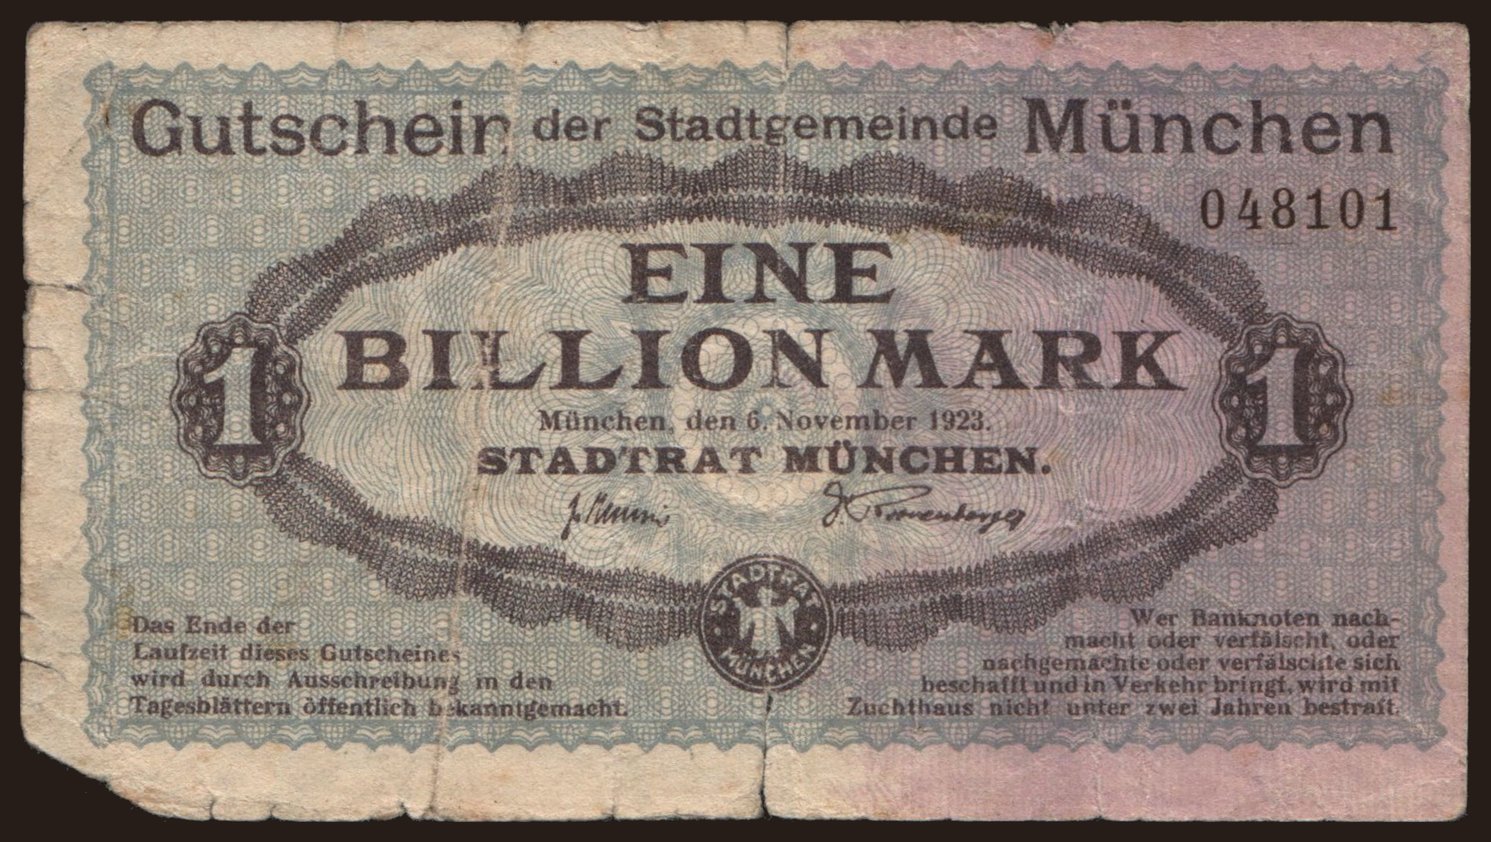 Gutschein der Stadtgemeinde München
048101
EINE
BILLION MARK
1
1
München, den 6. November 1923.
STADTRAT MÜNCHEN.
STADTRAT MÜNCHEN
Das Ende der
Laufzeit dieses Gutscheines
wird durch Ausschreibung in den
Tagesblättern öffentlich bekanntgemacht.
Wer Banknoten nach-
macht oder verfälscht, oder
nachgemachte oder verfälschte sich
beschafft und in Verkehr bringt, wird mit
Zuchthaus nicht unter zwei Jahren bestraft.